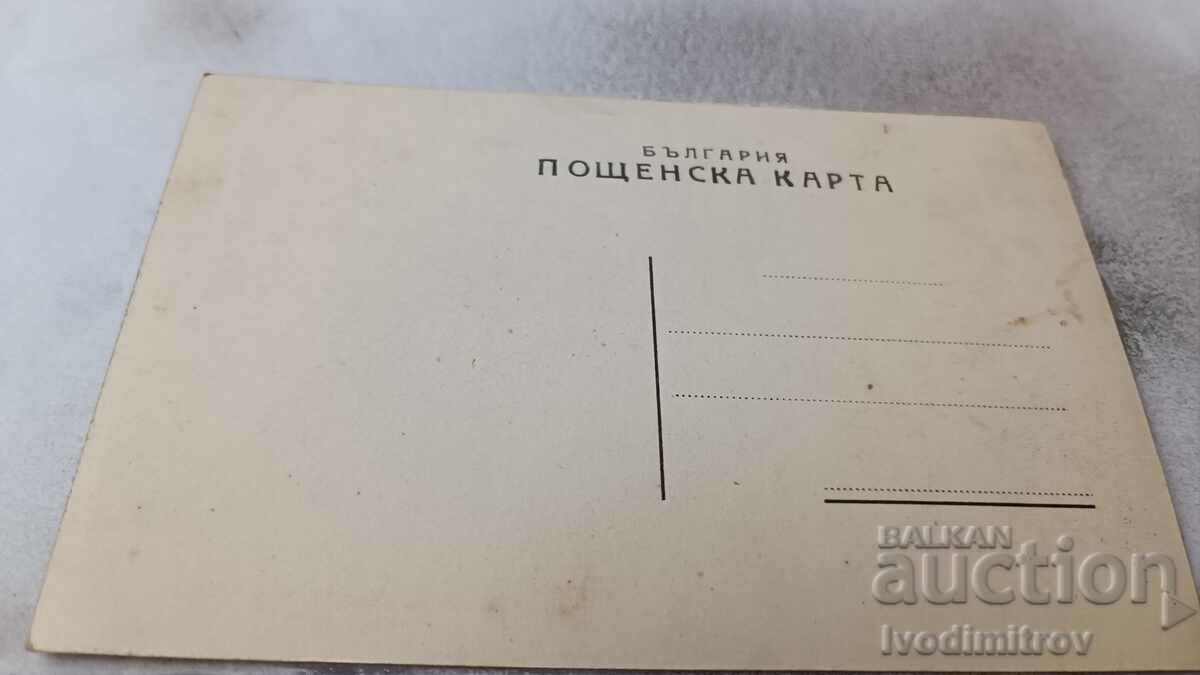 БЪЛГАРИЯ
ПОЩЕНСКА КАРТА
BALKAN
auction
Ivodimitrov